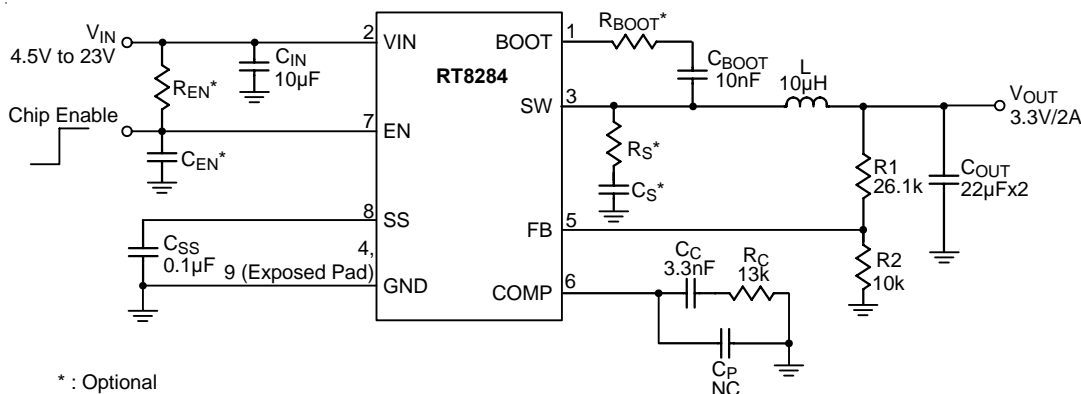 VIN
4.5V to 23V
REN*
CIN
10µF
Chip Enable
CEN*
CSS
0.1µF
2
VIN
7
EN
8
SS
4,
9 (Exposed Pad)
GND
RT8284
BOOT
1
SW
3
FB
5
COMP
6
RBOOT*
CBOOT
10nF
L
10µH
VOUT
3.3V/2A
RS*
CS*
R1
26.1k
COUT
22µFx2
R2
10k
CC
3.3nF
RC
13k
CP
NC
* : Optional